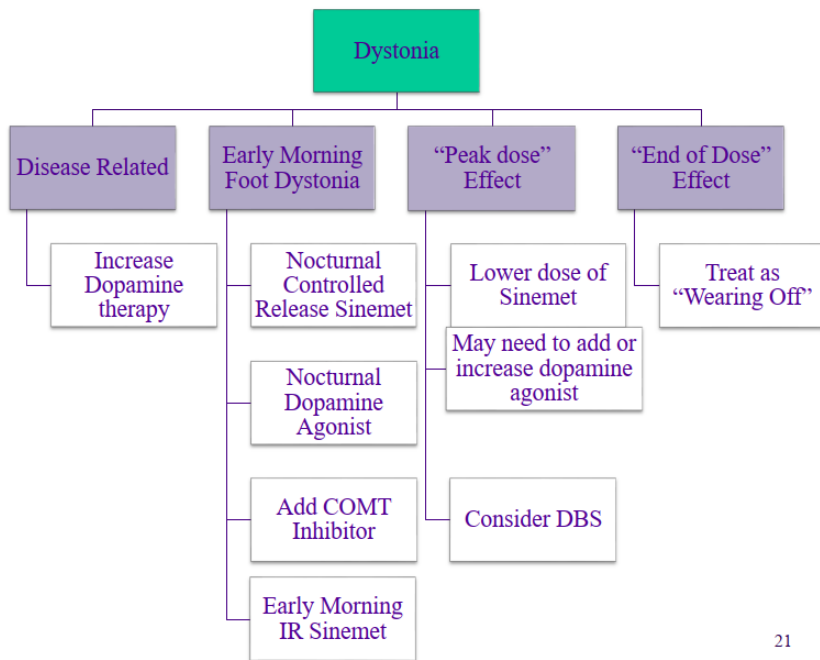 Dystonia
Disease Related
Early Morning
Foot Dystonia
“Peak dose”
Effect
“End of Dose”
Effect
Increase
Dopamine
therapy
Nocturnal
Controlled
Release Sinemet
Nocturnal
Dopamine
Agonist
Add COMT
Inhibitor
Early Morning
IR Sinemet
Lower dose of
Sinemet
May need to add or
increase dopamine
agonist
Consider DBS
Treat as
“Wearing Off”
21